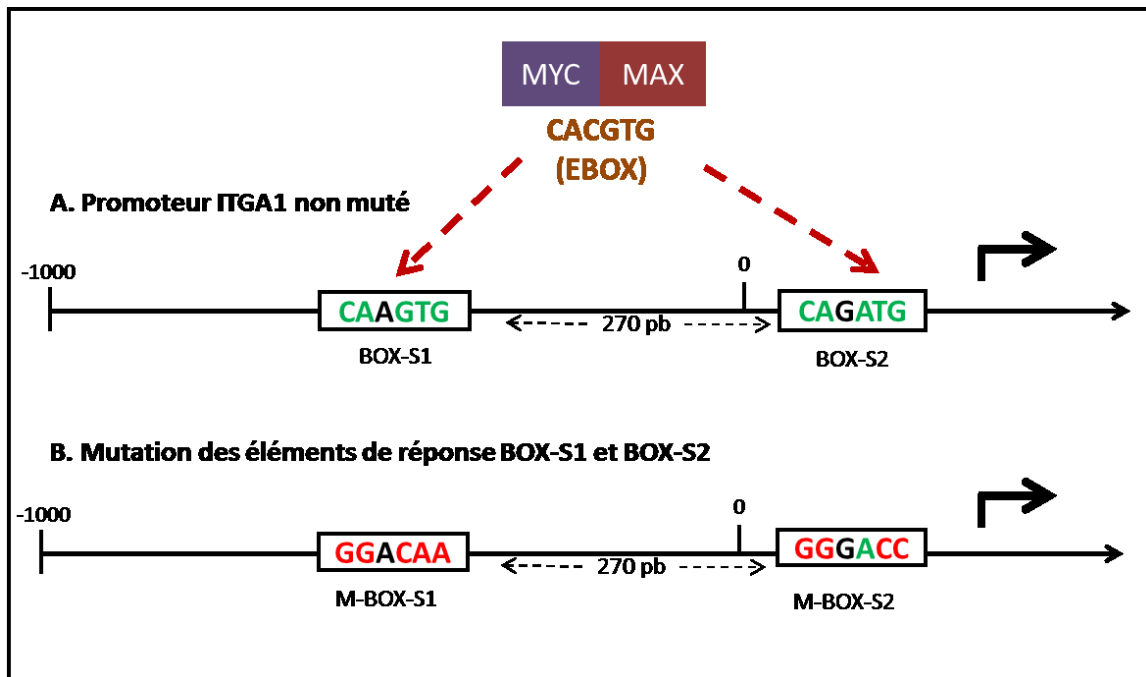 MYC MAX
CACGTG
(EBOX)
A. Promoteur ITGA1 non muté
-1000
0
CAAGTG
270 pb
CAGATG
BOX-S1
BOX-S2
B. Mutation des éléments de réponse BOX-S1 et BOX-S2
-1000
0
GGACAA
270 pb
GGGACC
M-BOX-S1
M-BOX-S2